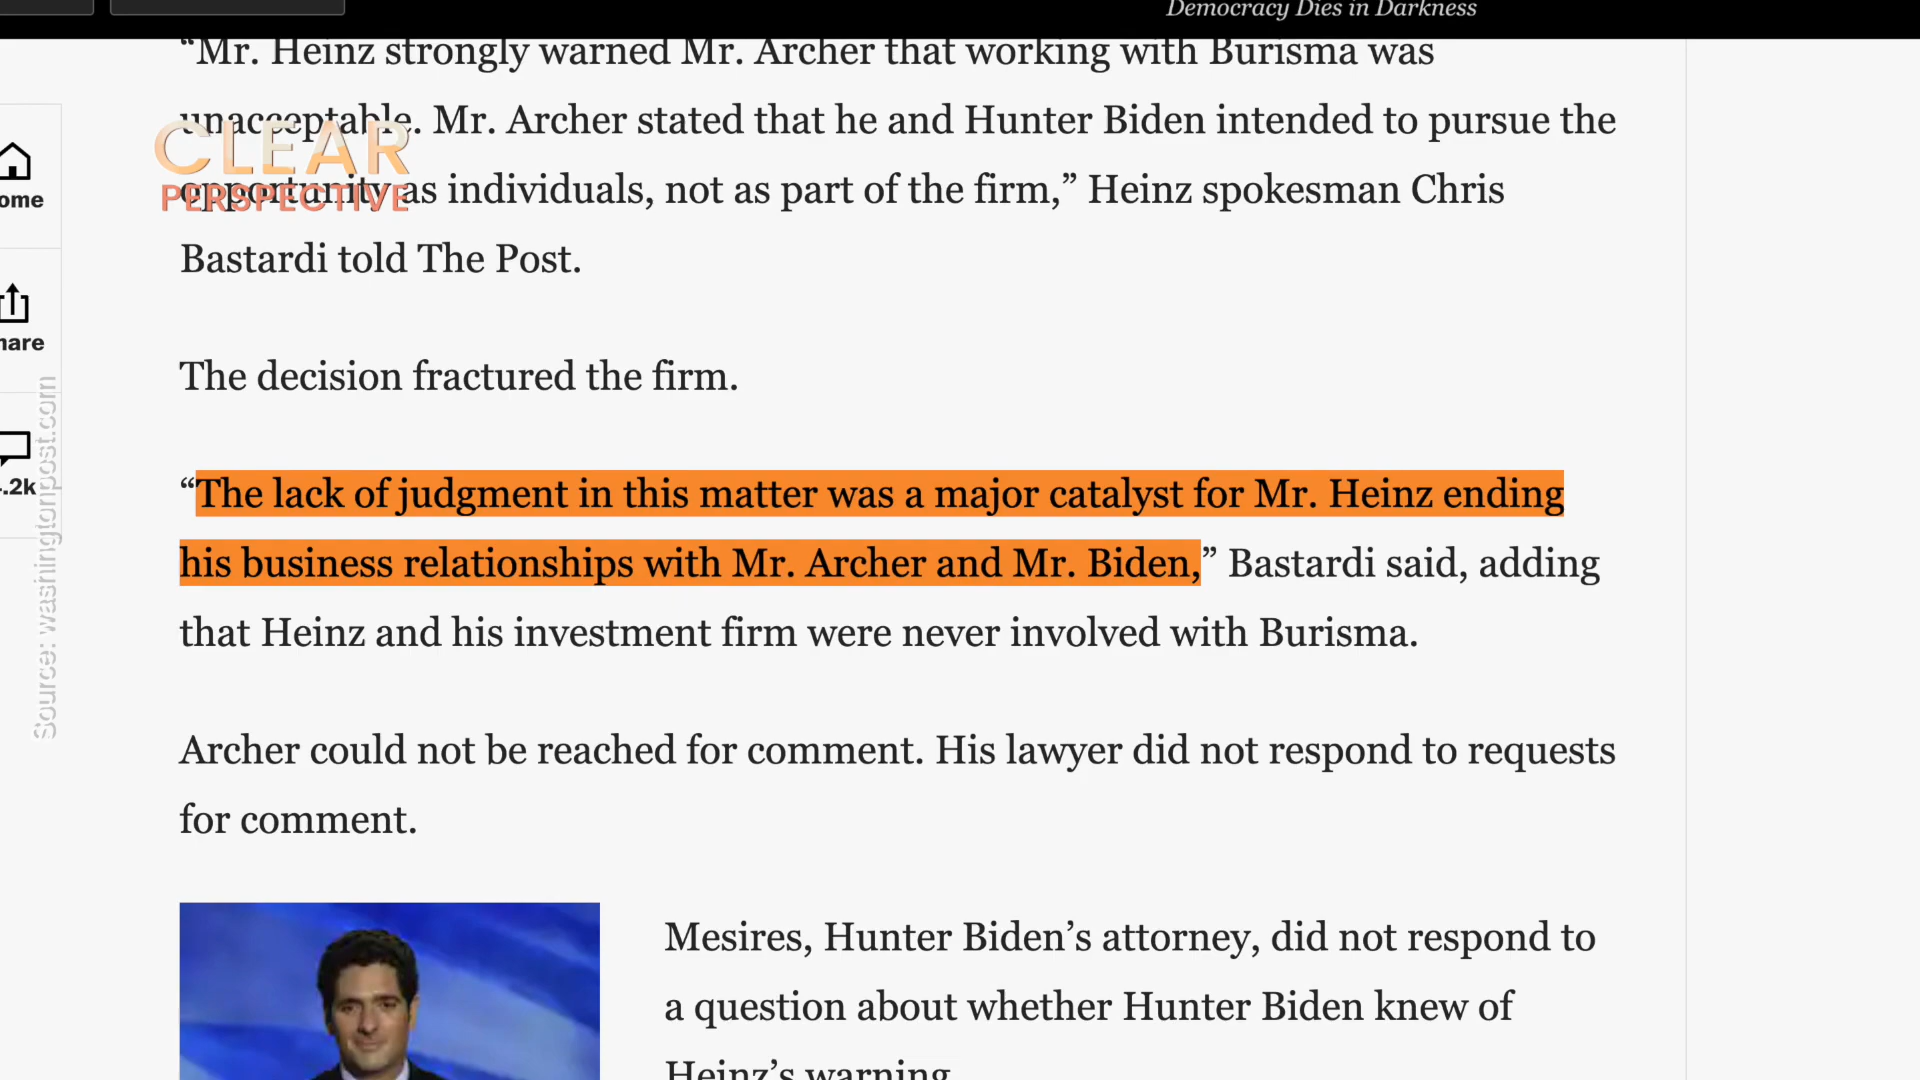 Democracy Dies in Darkness
“Mr. Heinz strongly warned Mr. Archer that working with Burisma was
unacceptable. Mr. Archer stated that he and Hunter Biden intended to pursue the
opportunity as individuals, not as part of the firm,” Heinz spokesman Chris
Bastardi told The Post.
CLEAR
PERSPECTIVE
ome
hare
.2k
Source: washingtonpost.com
The decision fractured the firm.
“The lack of judgment in this matter was a major catalyst for Mr. Heinz ending
his business relationships with Mr. Archer and Mr. Biden,” Bastardi said, adding
that Heinz and his investment firm were never involved with Burisma.
Archer could not be reached for comment. His lawyer did not respond to requests
for comment.
Mesires, Hunter Biden’s attorney, did not respond to
a question about whether Hunter Biden knew of
Heinz’s warning